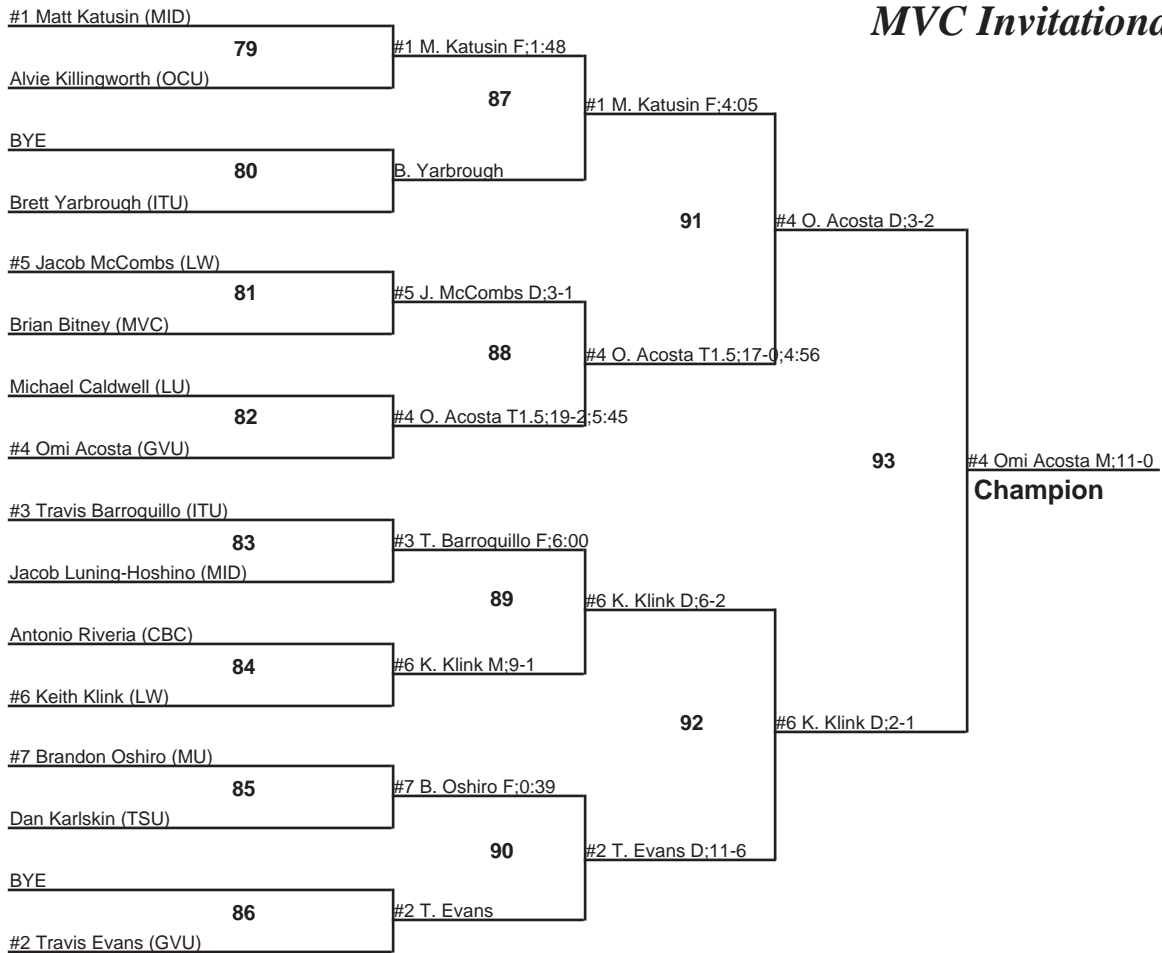 MVC Invitationa
#1 Matt Katusin (MID)
79
Alvie Killingworth (OCU)
#1 M. Katusin F;1:48
87
BYE
80
Brett Yarbrough (ITU)
B. Yarbrough
#1 M. Katusin F;4:05
91
#5 Jacob McCombs (LW)
81
Brian Bitney (MVC)
#5 J. McCombs D;3-1
88
Michael Caldwell (LU)
82
#4 Omi Acosta (GVU)
#4 O. Acosta T1.5;19-2;5:45
#4 O. Acosta T1.5;17-0;4:56
#4 O. Acosta D;3-2
93
#4 Omi Acosta M;11-0
Champion
#3 Travis Barroquillo (ITU)
83
Jacob Luning-Hoshino (MID)
#3 T. Barroquillo F;6:00
89
Antonio Riveria (CBC)
84
#6 Keith Klink (LW)
#6 K. Klink M;9-1
#6 K. Klink D;6-2
92
#6 K. Klink D;2-1
#7 Brandon Oshiro (MU)
85
Dan Karlskin (TSU)
#7 B. Oshiro F;0:39
90
#2 T. Evans D;11-6
BYE
86
#2 Travis Evans (GVU)
#2 T. Evans